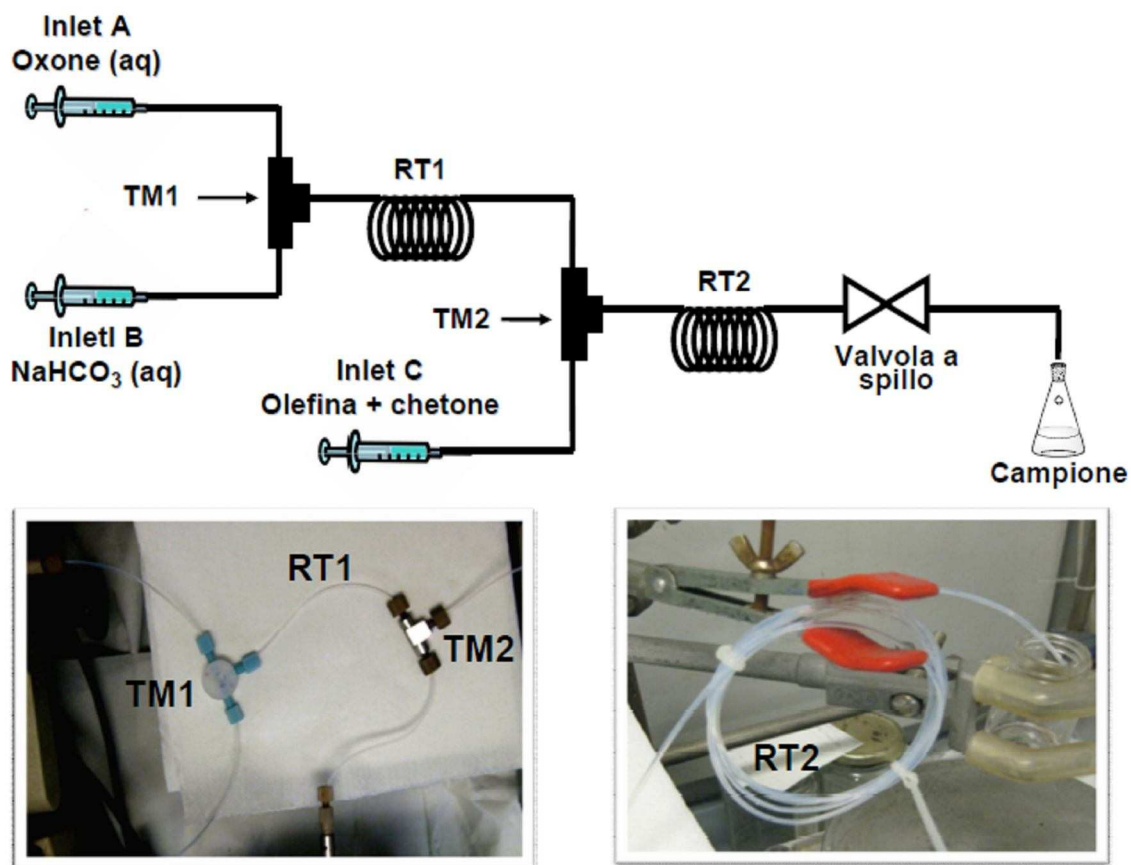 Inlet A
Oxone (aq)
TM1
RT1
Inletl B
NaHCO₃ (aq)
TM2
RT2
Inlet C
Olefina + chetone
Valvola a
spillo
Campione
RT1
TM1
TM2
RT2